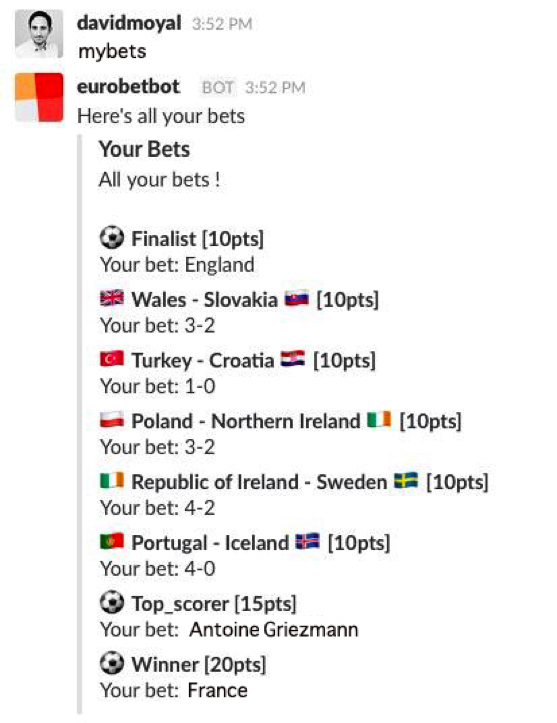 davidmoyal 3:52 PM
mybets
eurobetbot BOT 3:52 PM
Here's all your bets
Your Bets
All your bets !
Finalist [10pts]
Your bet: England
Wales - Slovakia [10pts]
Your bet: 3-2
Turkey - Croatia [10pts]
Your bet: 1-0
Poland - Northern Ireland [10pts]
Your bet: 3-2
Republic of Ireland - Sweden [10pts]
Your bet: 4-2
Portugal - Iceland [10pts]
Your bet: 4-0
Top_scorer [15pts]
Your bet: Antoine Griezmann
Winner [20pts]
Your bet: France